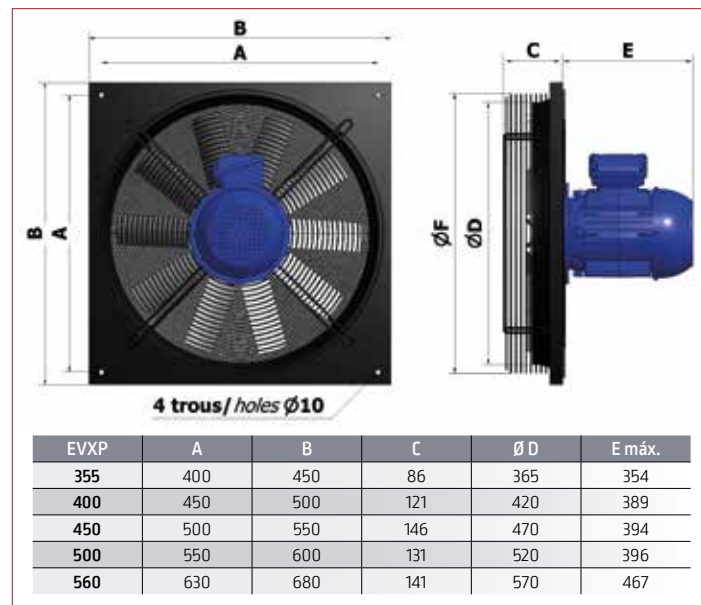 B
A
C
E
B
A
ØF
ØD
4 trous/ holes Ø10
EVXP A B C Ø D E máx.
355 400 450 86 365 354
400 450 500 121 420 389
450 500 550 146 470 394
500 550 600 131 520 396
560 630 680 141 570 467